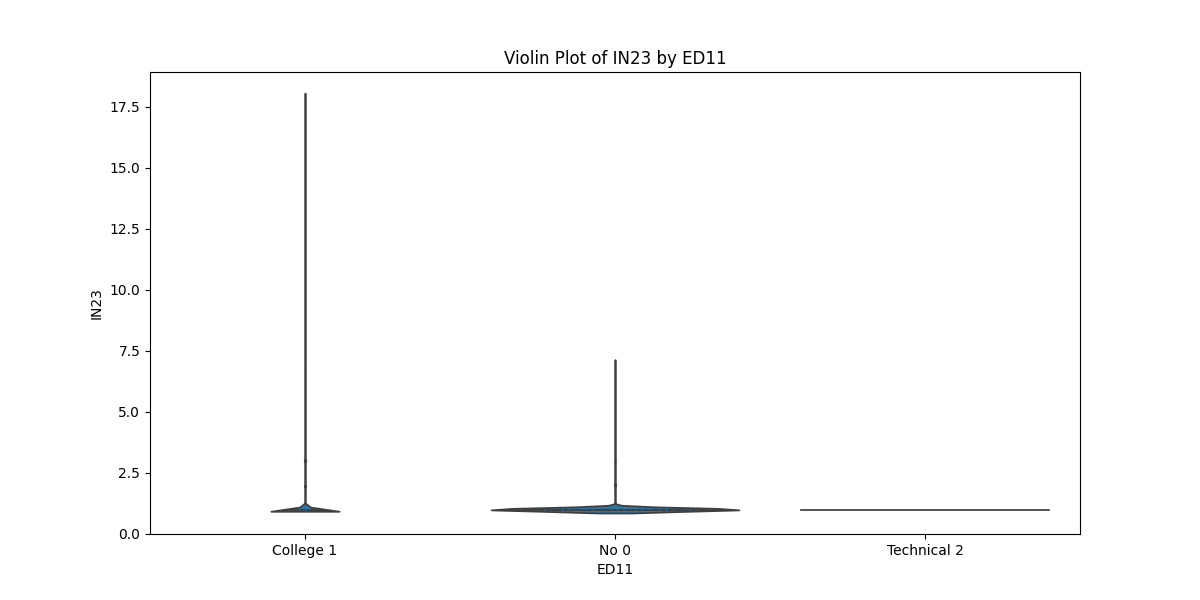 Violin Plot of IN23 by ED11
17.5
15.0
12.5
10.0
7.5
5.0
2.5
0.0
IN23
College 1
No 0
Technical 2
ED11